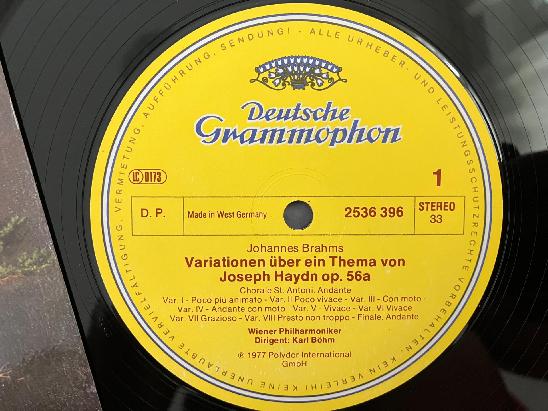 SENDUNG! · ALLE URHEBER- UND LEISTUNGSSCHUTZRECHTE VORBEHALTEN · KEIN VERLEIH! KEINE UNERLAUBTE VERVIELFÄLTIGUNG, VERMIETUNG, AUFFÜHRUNG,
Deutsche
Grammophon
LC 0173
1
D. P.
Made in West Germany
2536 396
STEREO
33
Johannes Brahms
Variationen über ein Thema von
Joseph Haydn op. 56a
Chorale St. Antoni. Andante
Var. I - Poco più animato - Var. II Poco vivace - Var. III - Con moto -
Var. IV - Andante con moto - Var. V - Vivace - Var. VI Vivace
Var. VII Grazioso - Var. VIII Presto non troppo - Finale. Andante
Wiener Philharmoniker
Dirigent: Karl Böhm
℗ 1977 Polydor International
GmbH